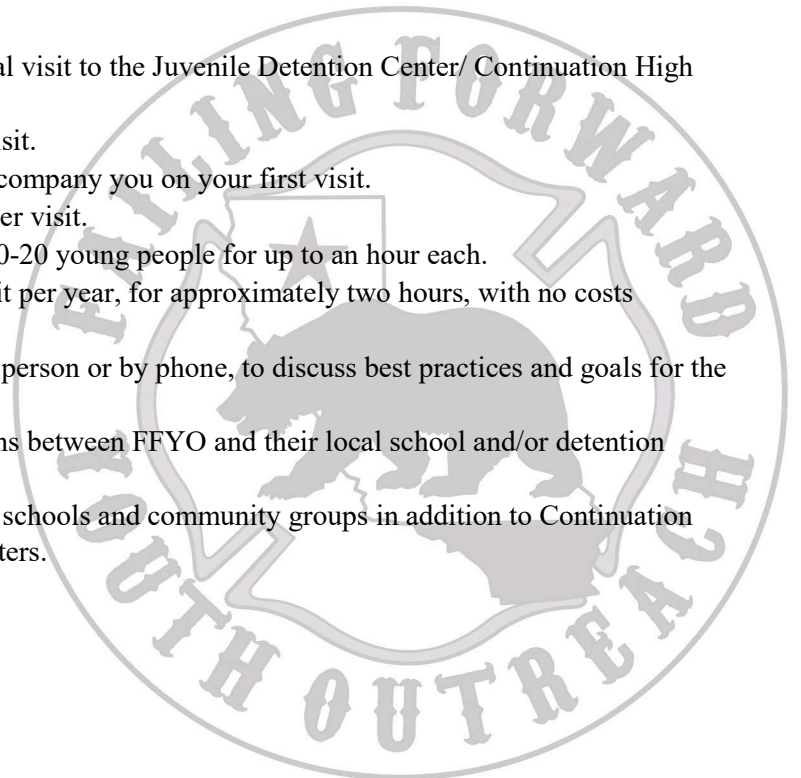 al visit to the Juvenile Detention Center/ Continuation High
sit.
company you on your first visit.
er visit.
0-20 young people for up to an hour each.
it per year, for approximately two hours, with no costs
person or by phone, to discuss best practices and goals for the
ns between FFYO and their local school and/or detention
schools and community groups in addition to Continuation
ters.
FAILING FORWARD
YOUTH OUTREACH